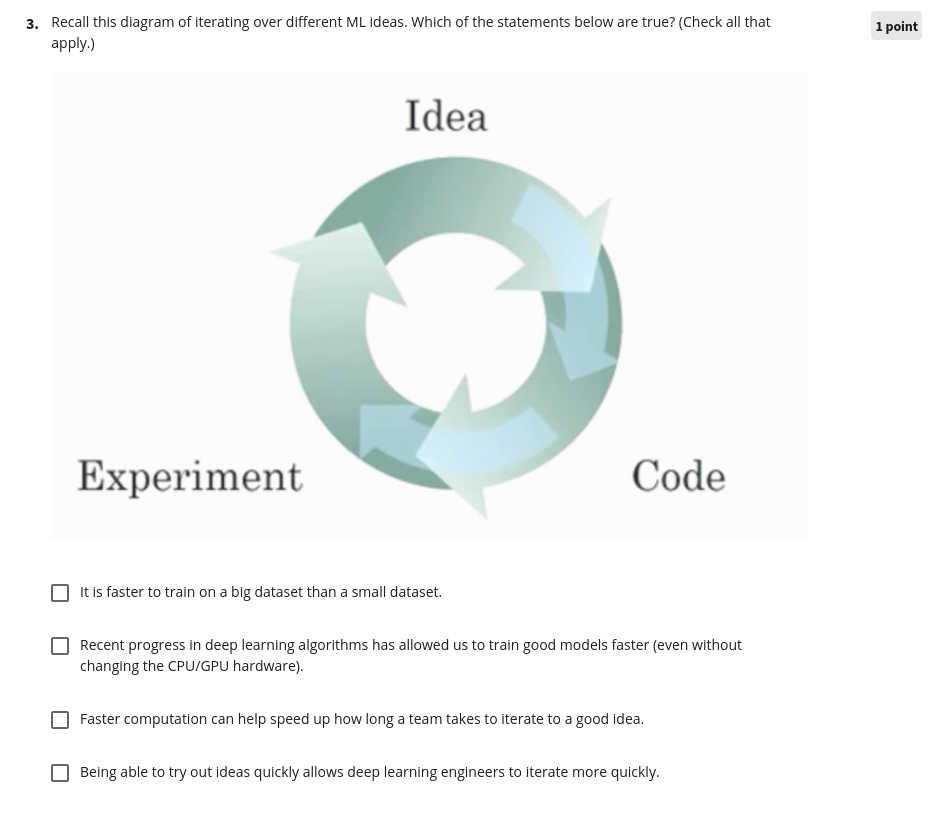 3. Recall this diagram of iterating over different ML ideas. Which of the statements below are true? (Check all that
apply.)
1 point
Idea
Experiment
Code
It is faster to train on a big dataset than a small dataset.
Recent progress in deep learning algorithms has allowed us to train good models faster (even without
changing the CPU/GPU hardware).
Faster computation can help speed up how long a team takes to iterate to a good idea.
Being able to try out ideas quickly allows deep learning engineers to iterate more quickly.